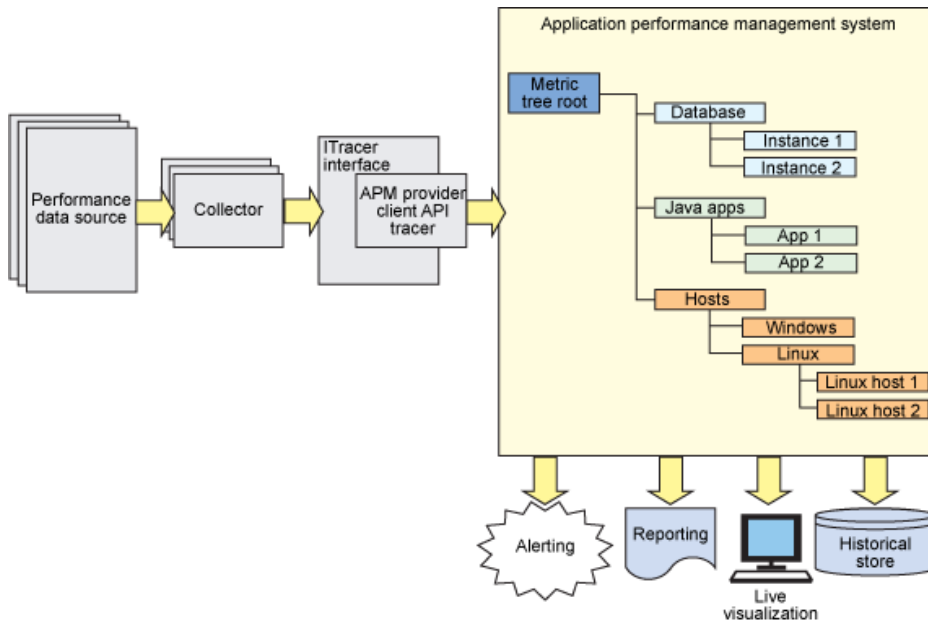 Application performance management system
Metric
tree root
Database
Instance 1
Instance 2
Java apps
App 1
App 2
Hosts
Windows
Linux
Linux host 1
Linux host 2
Performance
data source
Collector
ITracer
interface
APM provider
client API
tracer
Alerting
Reporting
Live
visualization
Historical
store